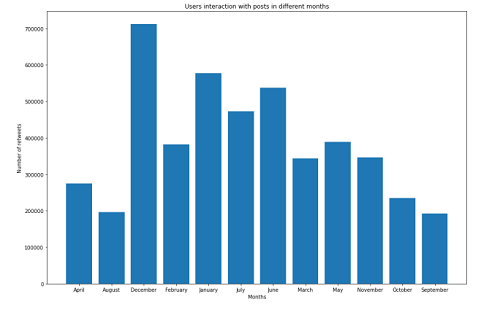 Users interaction with posts in different months
700000
600000
500000
400000
300000
200000
100000
0
Number of retweets
April August December February January July June March May November October September
Months